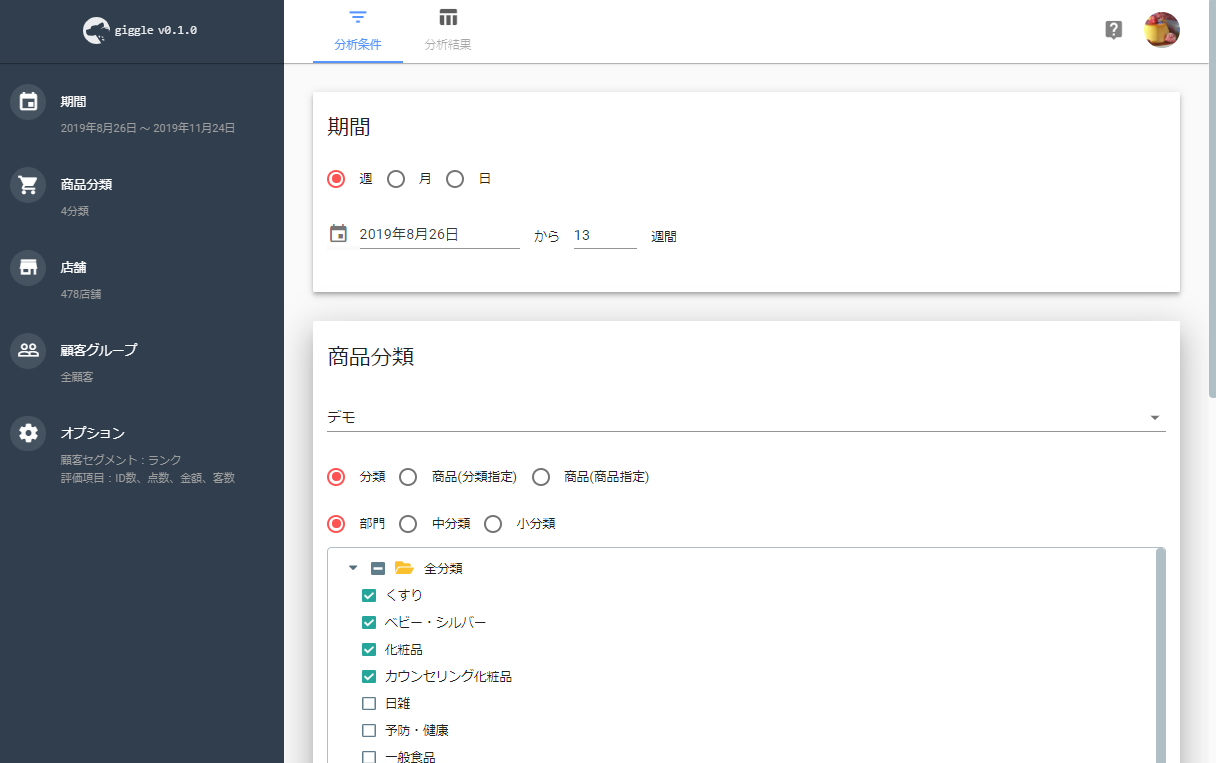 giggle v0.1.0
分析条件
分析結果
期間
2019年8月26日 ～ 2019年11月24日
商品分類
4分類
店舗
478店舗
顧客グループ
全顧客
オプション
顧客セグメント：ランク
評価項目：ID数、点数、金額、客数
期間
週 月 日
2019年8月26日 から 13 週間
商品分類
デモ
分類 商品(分類指定) 商品(商品指定)
部門 中分類 小分類
全分類
くすり
ベビー・シルバー
化粧品
カウンセリング化粧品
日雑
予防・健康
一般食品